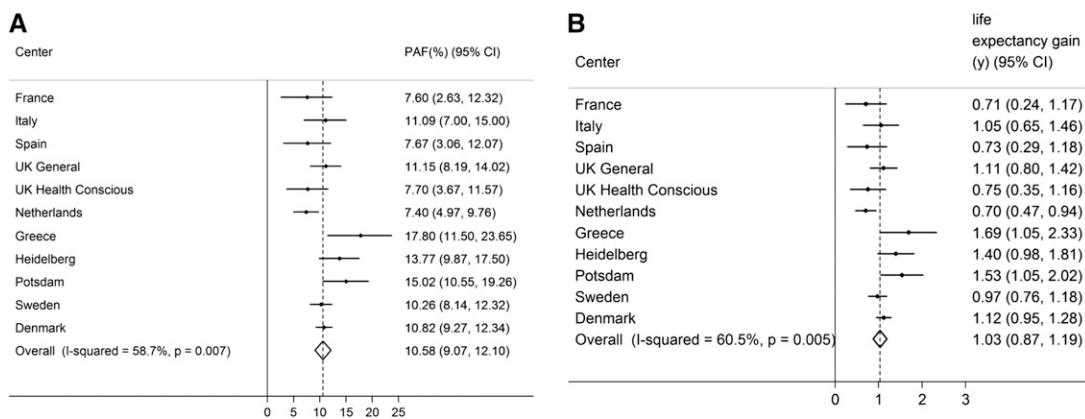 A
Center PAF(%) (95% CI)
France 7.60 (2.63, 12.32)
Italy 11.09 (7.00, 15.00)
Spain 7.67 (3.06, 12.07)
UK General 11.15 (8.19, 14.02)
UK Health Conscious 7.70 (3.67, 11.57)
Netherlands 7.40 (4.97, 9.76)
Greece 17.80 (11.50, 23.65)
Heidelberg 13.77 (9.87, 17.50)
Potsdam 15.02 (10.55, 19.26)
Sweden 10.26 (8.14, 12.32)
Denmark 10.82 (9.27, 12.34)
Overall (I-squared = 58.7%, p = 0.007) 10.58 (9.07, 12.10)
0 5 10 15 20 25
B
life
expectancy gain
Center (y) (95% CI)
France 0.71 (0.24, 1.17)
Italy 1.05 (0.65, 1.46)
Spain 0.73 (0.29, 1.18)
UK General 1.11 (0.80, 1.42)
UK Health Conscious 0.75 (0.35, 1.16)
Netherlands 0.70 (0.47, 0.94)
Greece 1.69 (1.05, 2.33)
Heidelberg 1.40 (0.98, 1.81)
Potsdam 1.53 (1.05, 2.02)
Sweden 0.97 (0.76, 1.18)
Denmark 1.12 (0.95, 1.28)
Overall (I-squared = 60.5%, p = 0.005) 1.03 (0.87, 1.19)
0 1 2 3